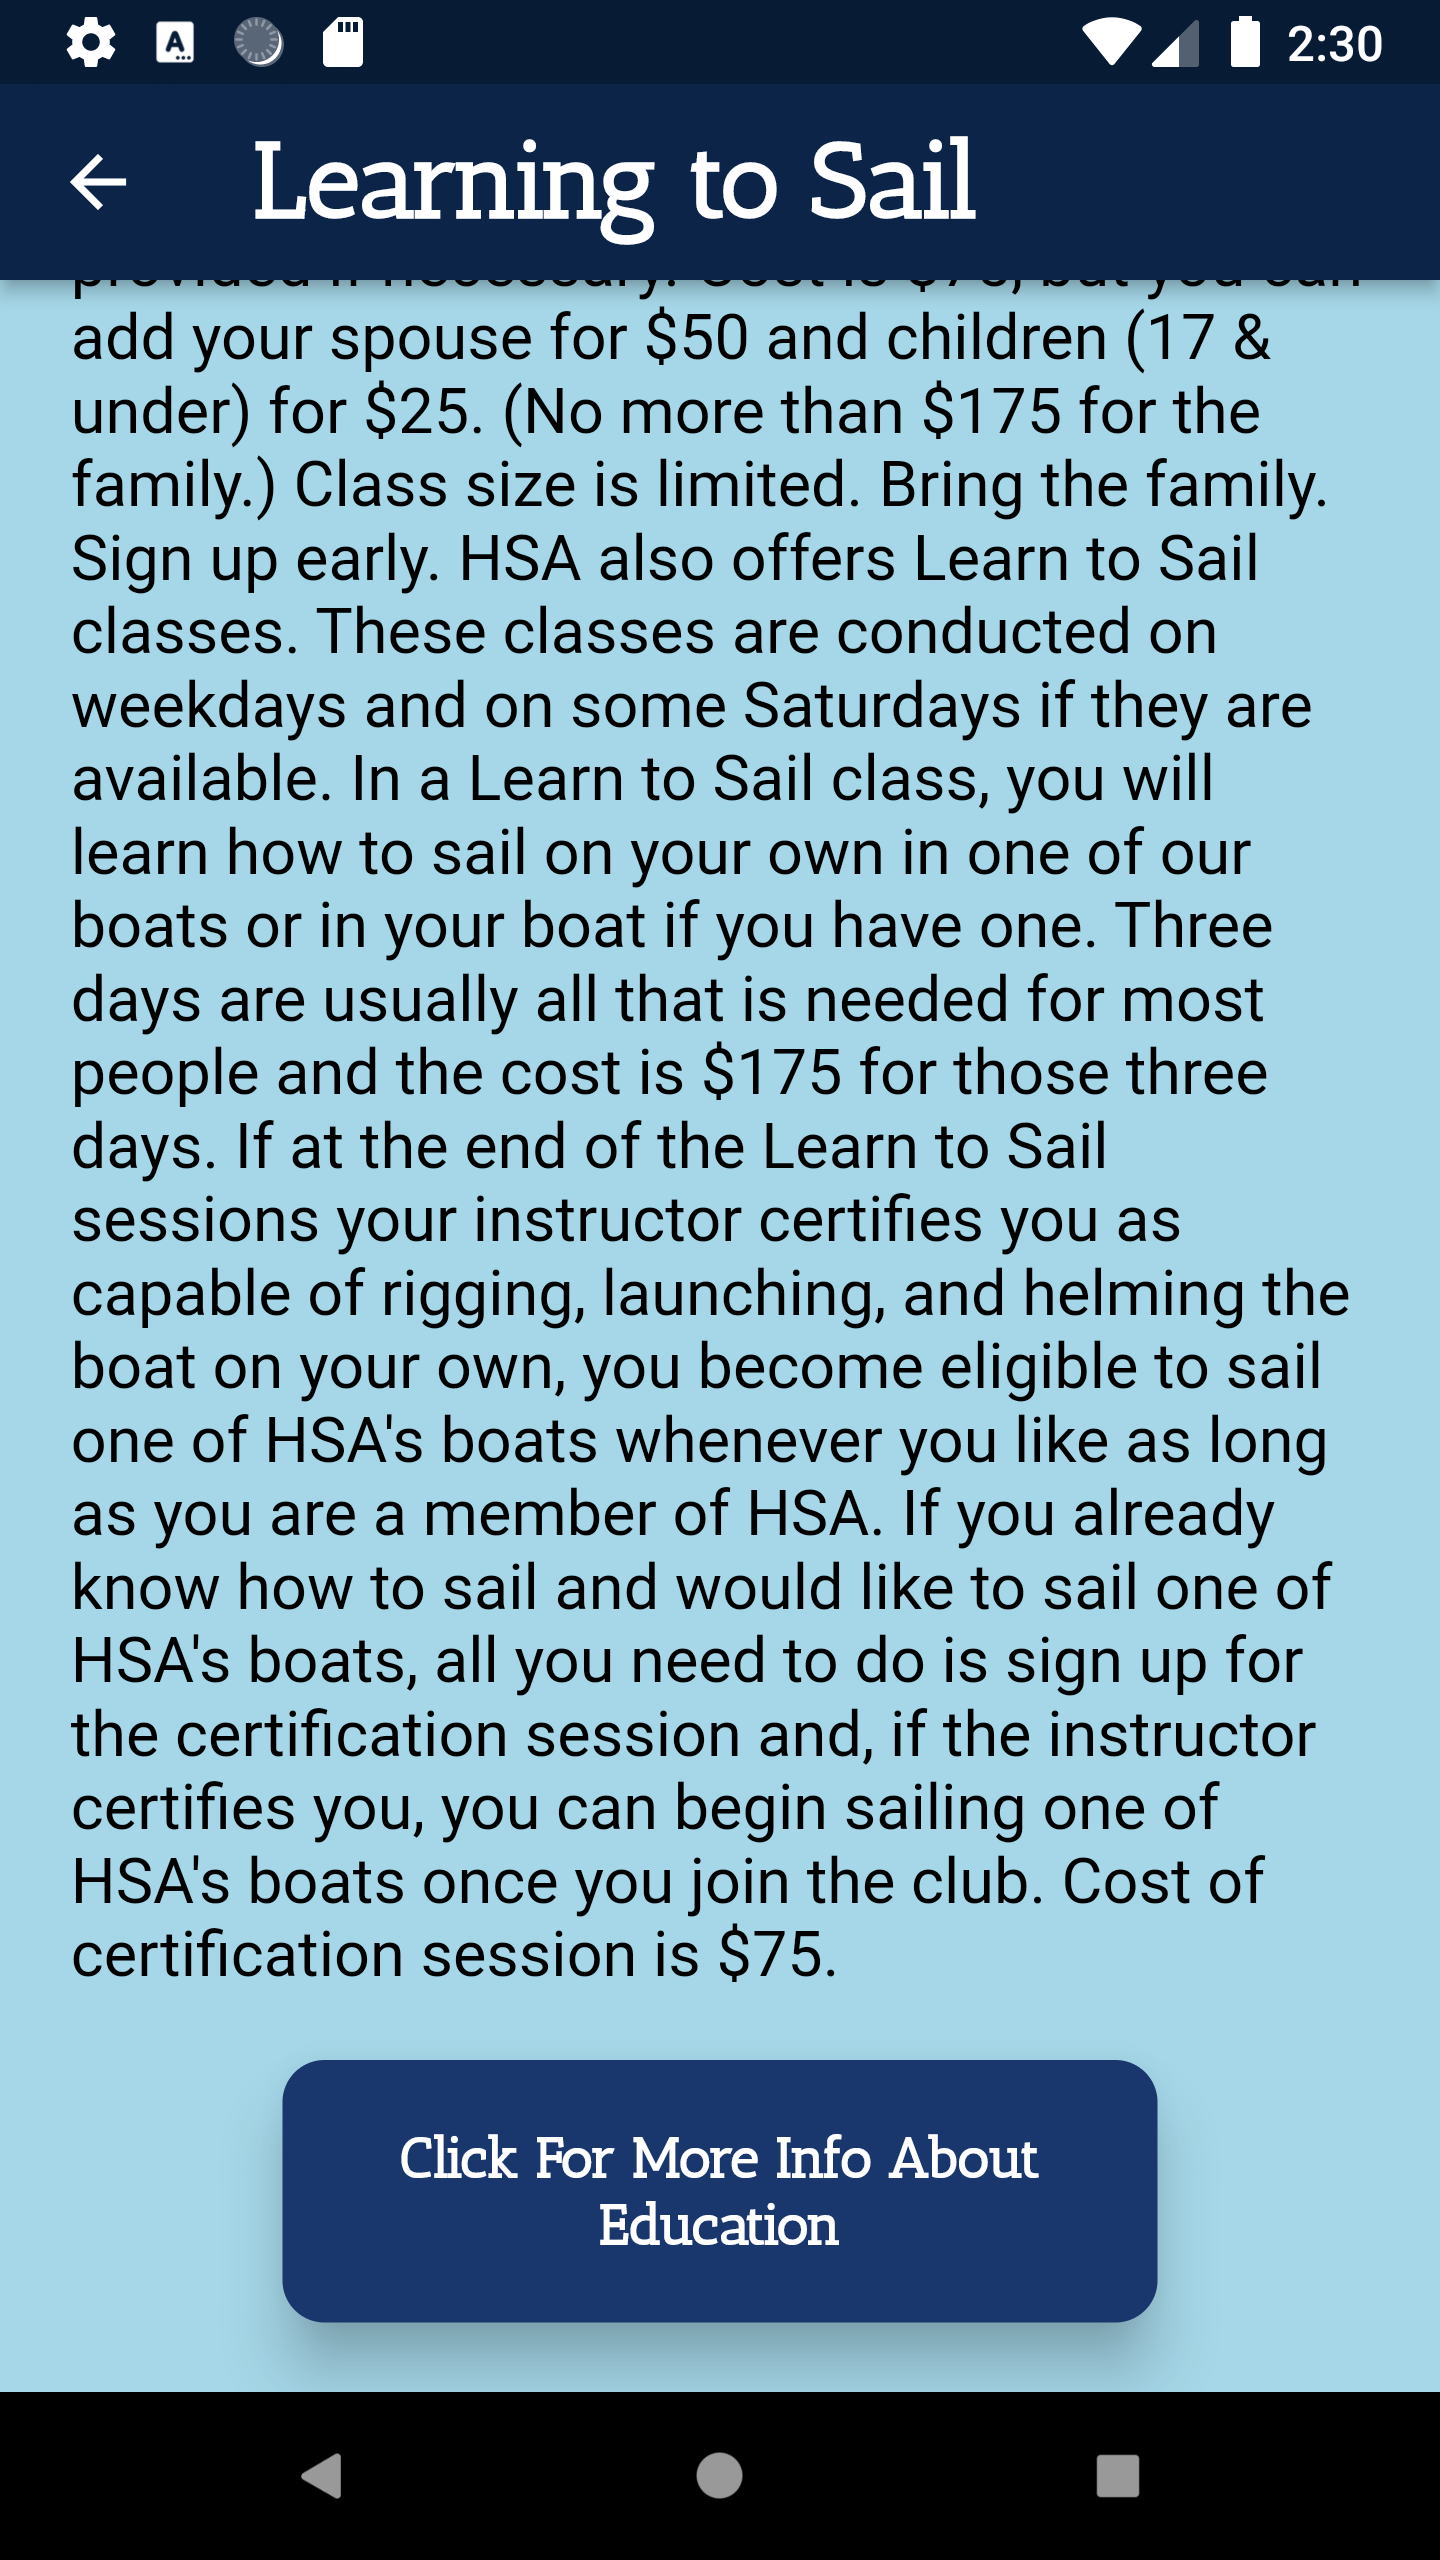 2:30
Learning to Sail
add your spouse for $50 and children (17 &
under) for $25. (No more than $175 for the
family.) Class size is limited. Bring the family.
Sign up early. HSA also offers Learn to Sail
classes. These classes are conducted on
weekdays and on some Saturdays if they are
available. In a Learn to Sail class, you will
learn how to sail on your own in one of our
boats or in your boat if you have one. Three
days are usually all that is needed for most
people and the cost is $175 for those three
days. If at the end of the Learn to Sail
sessions your instructor certifies you as
capable of rigging, launching, and helming the
boat on your own, you become eligible to sail
one of HSA's boats whenever you like as long
as you are a member of HSA. If you already
know how to sail and would like to sail one of
HSA's boats, all you need to do is sign up for
the certification session and, if the instructor
certifies you, you can begin sailing one of
HSA's boats once you join the club. Cost of
certification session is $75.
Click For More Info About
Education